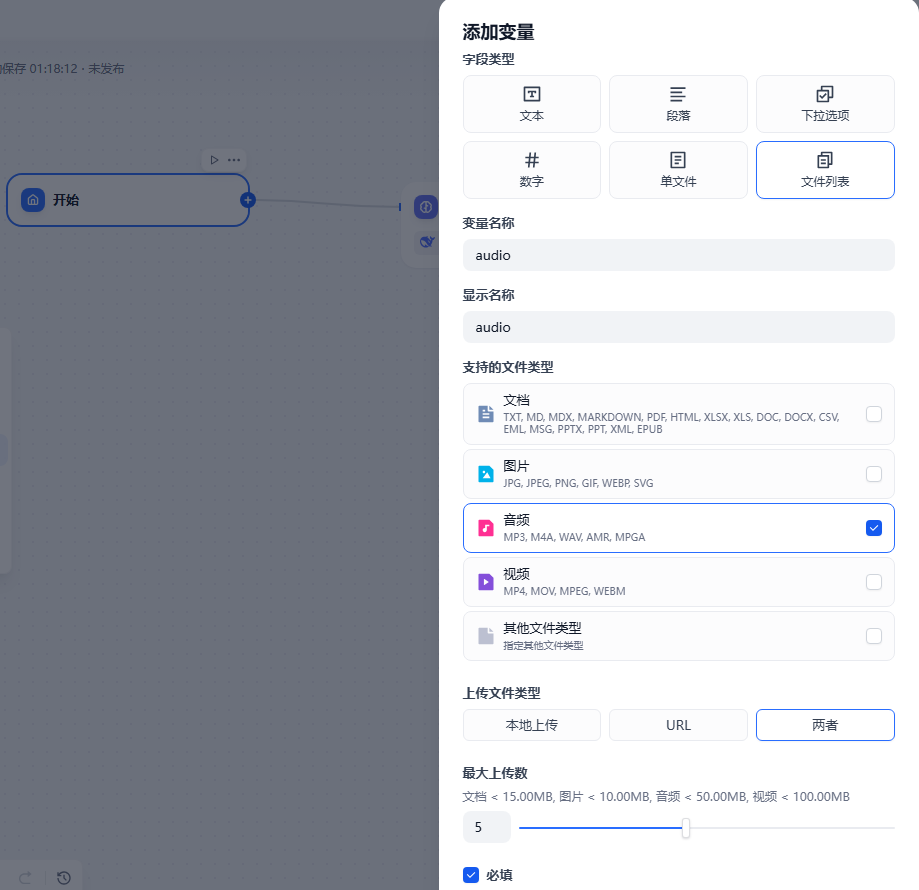 添加变量
保存 01:18:12 · 未发布
字段类型
文本
段落
下拉选项
数字
单文件
文件列表
开始
变量名称
audio
显示名称
audio
支持的文件类型
文档
TXT, MD, MDX, MARKDOWN, PDF, HTML, XLSX, XLS, DOC, DOCX, CSV,
EML, MSG, PPTX, PPT, XML, EPUB
图片
JPG, JPEG, PNG, GIF, WEBP, SVG
音频
MP3, M4A, WAV, AMR, MPGA
视频
MP4, MOV, MPEG, WEBM
其他文件类型
指定其他文件类型
上传文件类型
本地上传
URL
两者
最大上传数
文档 < 15.00MB, 图片 < 10.00MB, 音频 < 50.00MB, 视频 < 100.00MB
5
必填